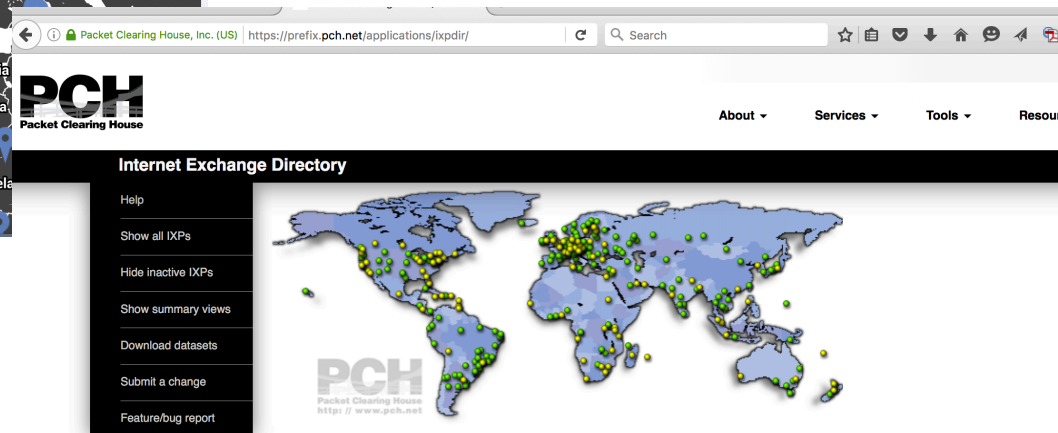 Packet Clearing House, Inc. (US)
https://prefix.pch.net/applications/ixpdir/
Search
PCH
Packet Clearing House
About
Services
Tools
Internet Exchange Directory
Help
Show all IXPs
Hide inactive IXPs
Show summary views
Download datasets
Submit a change
Feature/bug report
PCH
Packet Clearing House
http: // www.pch.net